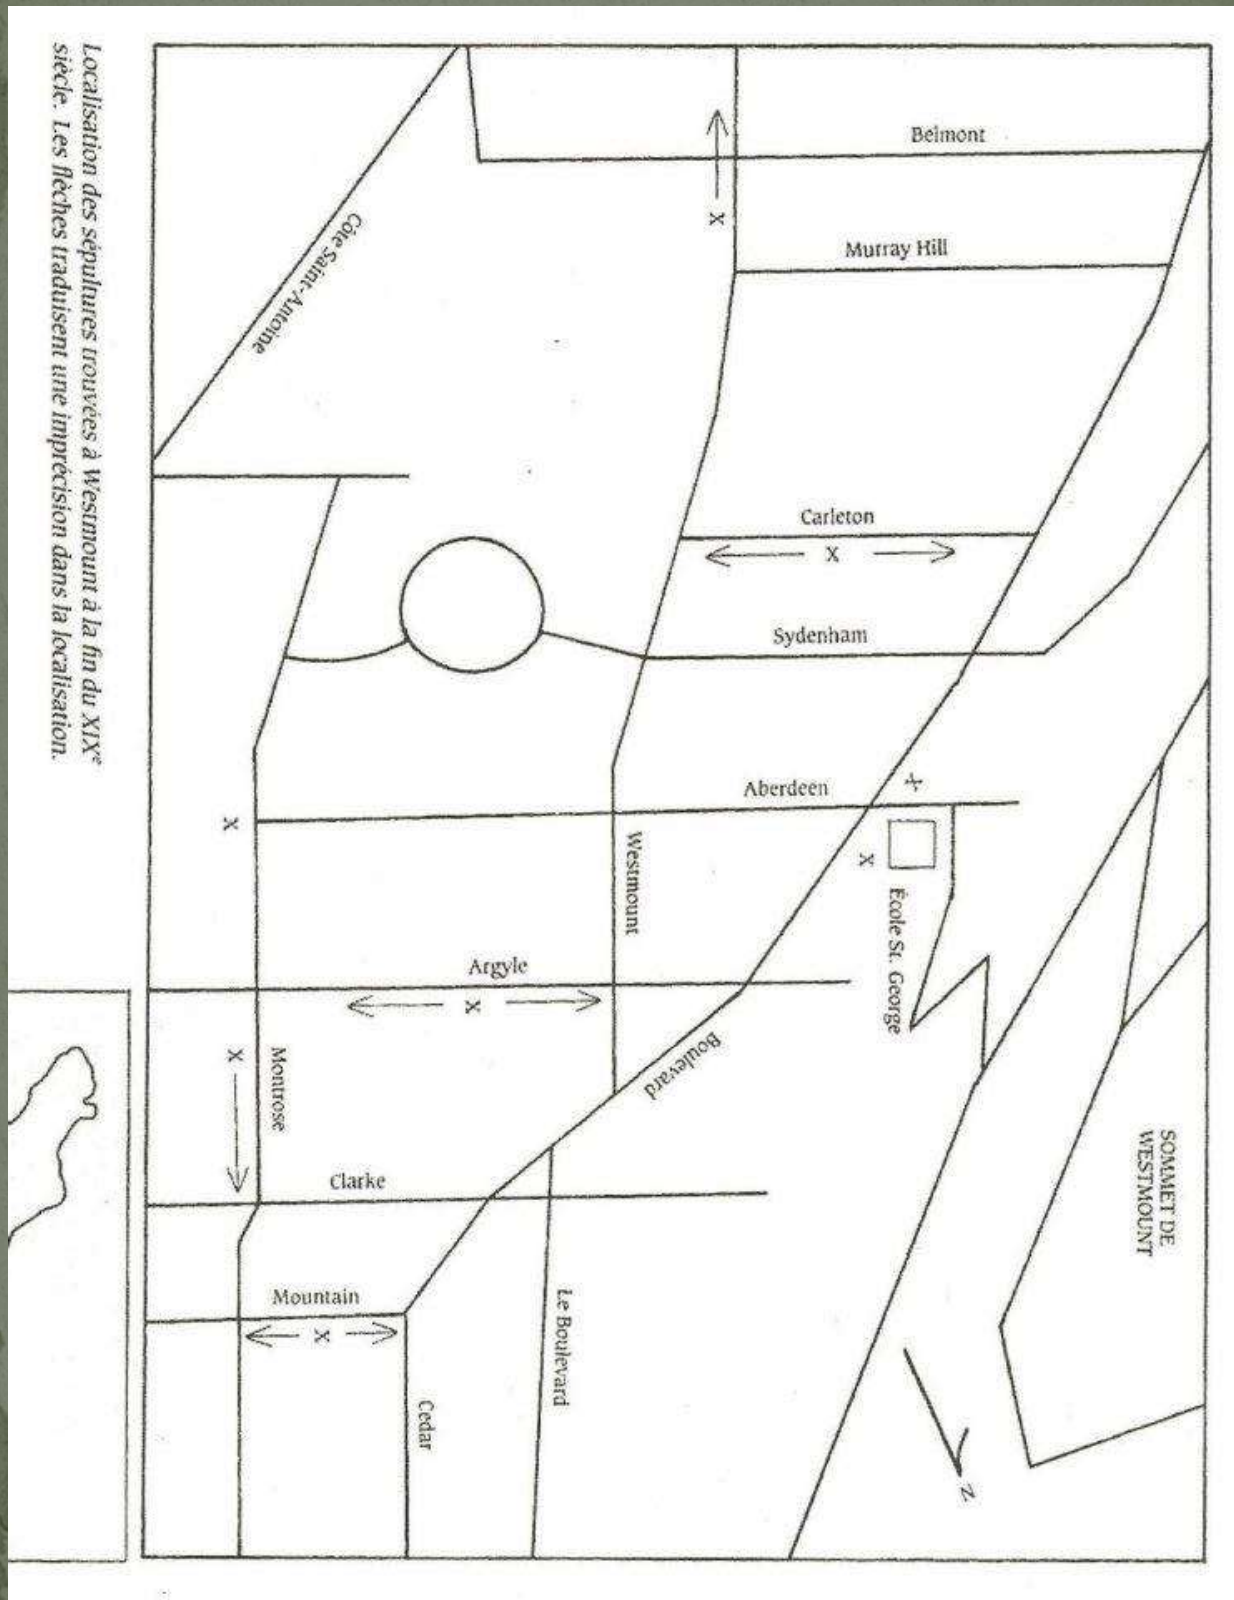 Localisation des sépultures trouvées à Westmount à la fin du XIXe
siècle. Les flèches traduisent une imprécision dans la localisation.
Belmont
X
Murray Hill
Côte Saint-Antoine
Carleton
X
Sydenham
Aberdeen
X
X
X
Westmount
École St. George
Argyle
X
Boulevard
X
Montrose
SOMMET DE
WESTMOUNT
Clarke
Mountain
X
Le Boulevard
Cedar
N